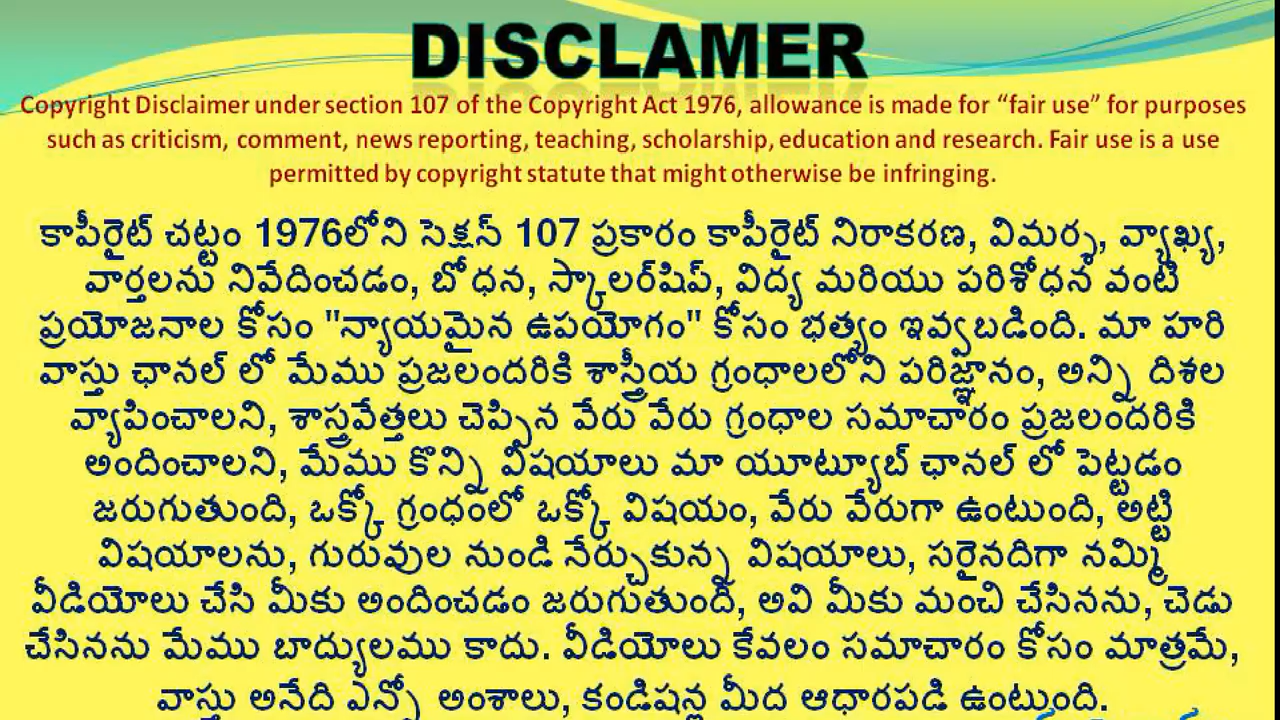 DISCLAMER
Copyright Disclaimer under section 107 of the Copyright Act 1976, allowance is made for “fair use” for purposes
such as criticism, comment, news reporting, teaching, scholarship, education and research. Fair use is a use
permitted by copyright statute that might otherwise be infringing.
కాపీరైట్ చట్టం 1976లోని సెక్షన్ 107 ప్రకారం కాపీరైట్ నిరాకరణ, విమర్శ, వ్యాఖ్య,
వార్తలను నివేదించడం, బోధన, స్కాలర్‌షిప్, విద్య మరియు పరిశోధన వంటి
ప్రయోజనాల కోసం "న్యాయమైన ఉపయోగం" కోసం భత్యం ఇవ్వబడింది. మా హరి
వాస్తు ఛానల్ లో మేము ప్రజలందరికి శాస్త్రీయ గ్రంధాలలోని పరిజ్ఞానం, అన్ని దిశల
వ్యాపించాలని, శాస్త్రవేత్తలు చెప్పిన వేరు వేరు గ్రంధాల సమాచారం ప్రజలందరికి
అందించాలని, మేము కొన్ని విషయాలు మా యూట్యూబ్ ఛానల్ లో పెట్టడం
జరుగుతుంది, ఒక్కో గ్రంధంలో ఒక్కో విషయం, వేరు వేరుగా ఉంటుంది, అట్టి
విషయాలను, గురువుల నుండి నేర్చుకున్న విషయాలు, సరైనదిగా నమ్మి
వీడియోలు చేసి మీకు అందించడం జరుగుతుంది, అవి మీకు మంచి చేసినను, చెడు
చేసినను మేము బాద్యులము కాదు. వీడియోలు కేవలం సమాచారం కోసం మాత్రమే,
వాస్తు అనేది ఎన్నో అంశాలు, కండిషన్ల మీద ఆధారపడి ఉంటుంది.